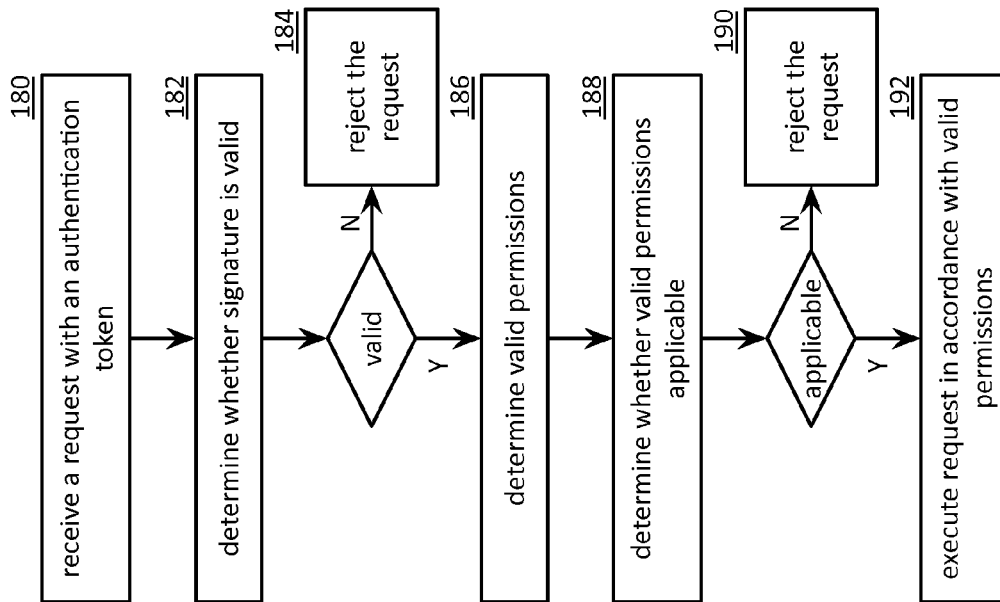 180
receive a request with an authentication
token
182
determine whether signature is valid
valid
N
184
reject the
request
Y
186
determine valid permissions
188
determine whether valid permissions
applicable
applicable
N
190
reject the
request
Y
192
execute request in accordance with valid
permissions